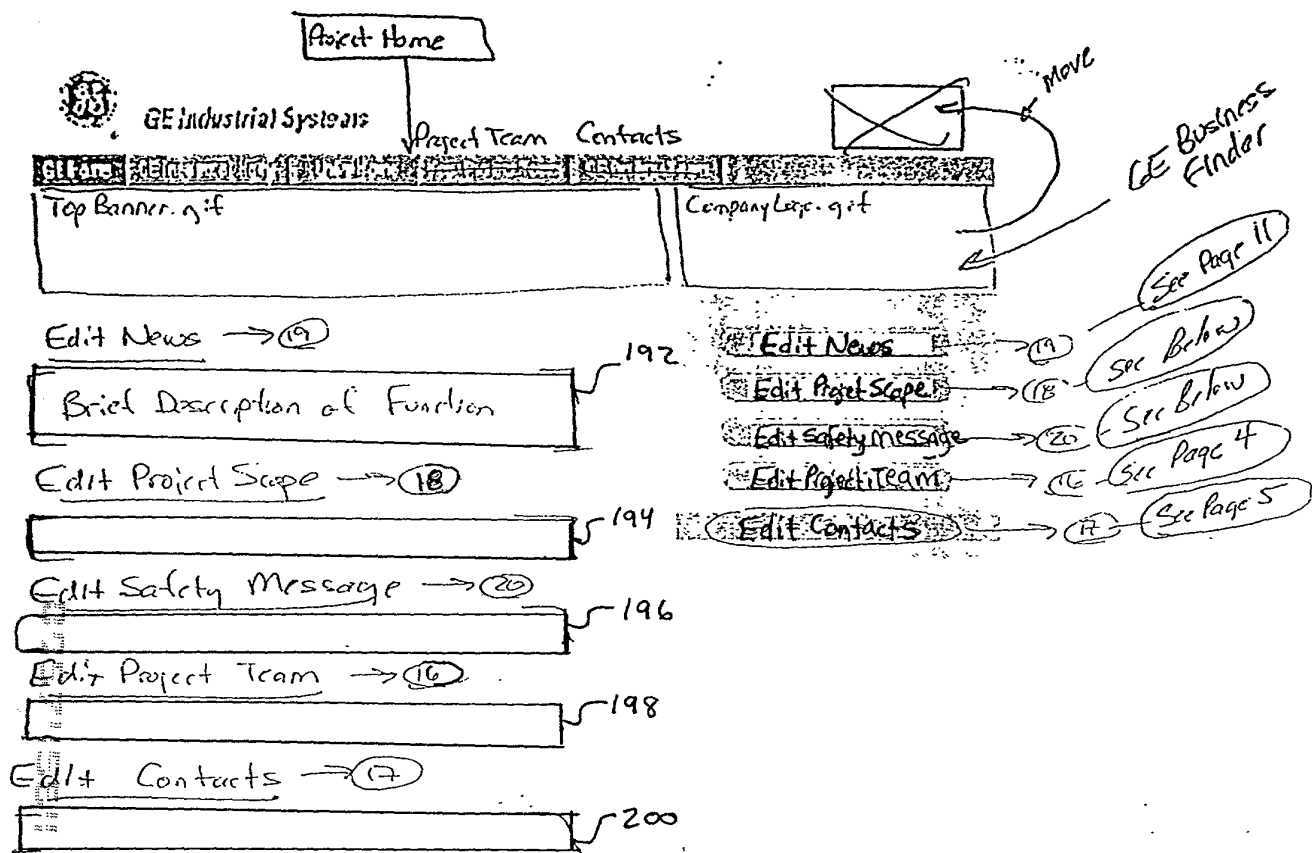 Project Home
Move
GE Industrial Systems
Project Team Contacts
GE Business Finder
Top Banner.gif
CompanyLogo.gif
See Page 11
Edit News → 19
192
Edit News → 19
See Below
Brief Description of Function
Edit Project Scope → 18
See Below
Edit Safety Message → 20
Edit Project Scope → 18
See Page 4
Edit Project Team → 16
194
See Page 5
Edit Contacts → 17
Edit Safety Message → 20
196
Edit Project Team → 16
198
Edit Contacts → 17
200